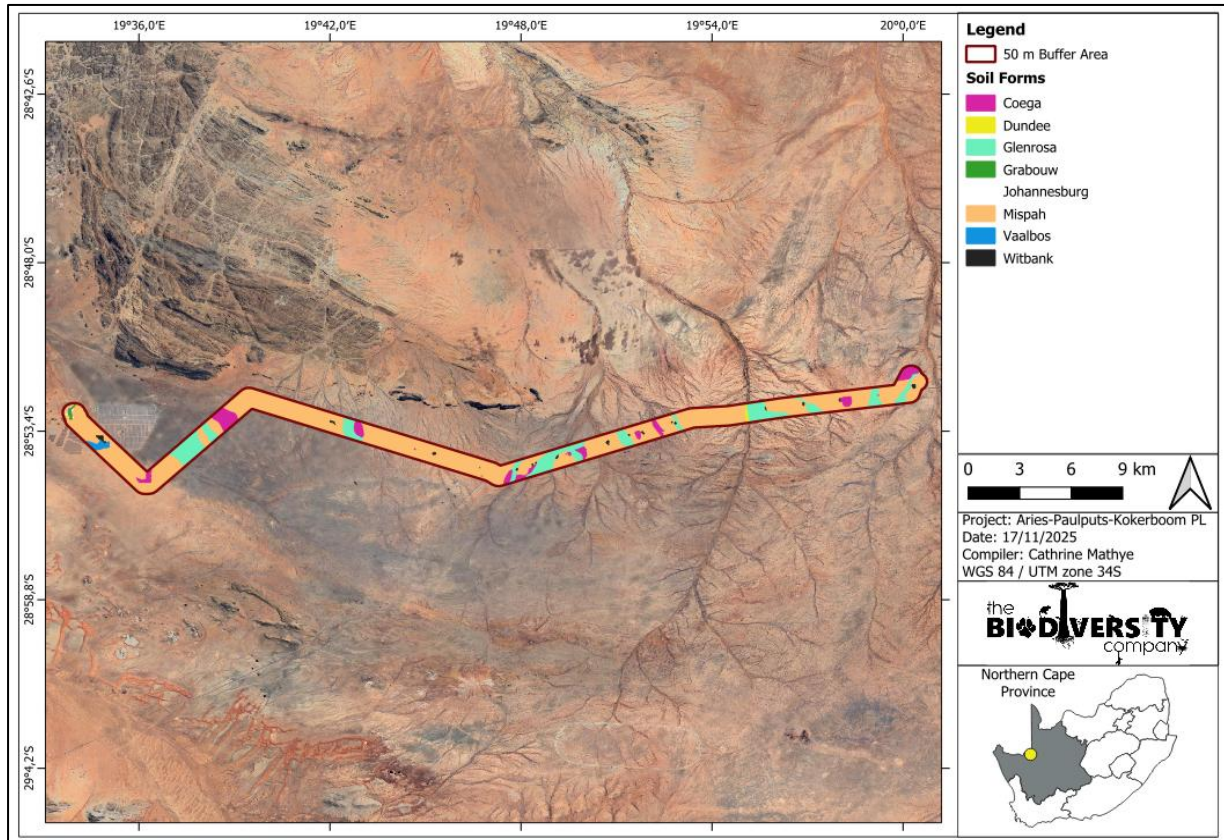 19°36,0'E
19°42,0'E
19°48,0'E
19°54,0'E
20°0,0'E
28°42,6'S
28°48,0'S
28°53,4'S
28°58,8'S
29°4,2'S
Legend
50 m Buffer Area
Soil Forms
Coega
Dundee
Glenrosa
Grabouw
Johannesburg
Mispah
Vaalbos
Witbank
0 3 6 9 km
Project: Aries-Paulputs-Kokerboom PL
Date: 17/11/2025
Compiler: Cathrine Mathye
WGS 84 / UTM zone 34S
the
BIODIVERSITY
company
Northern Cape
Province